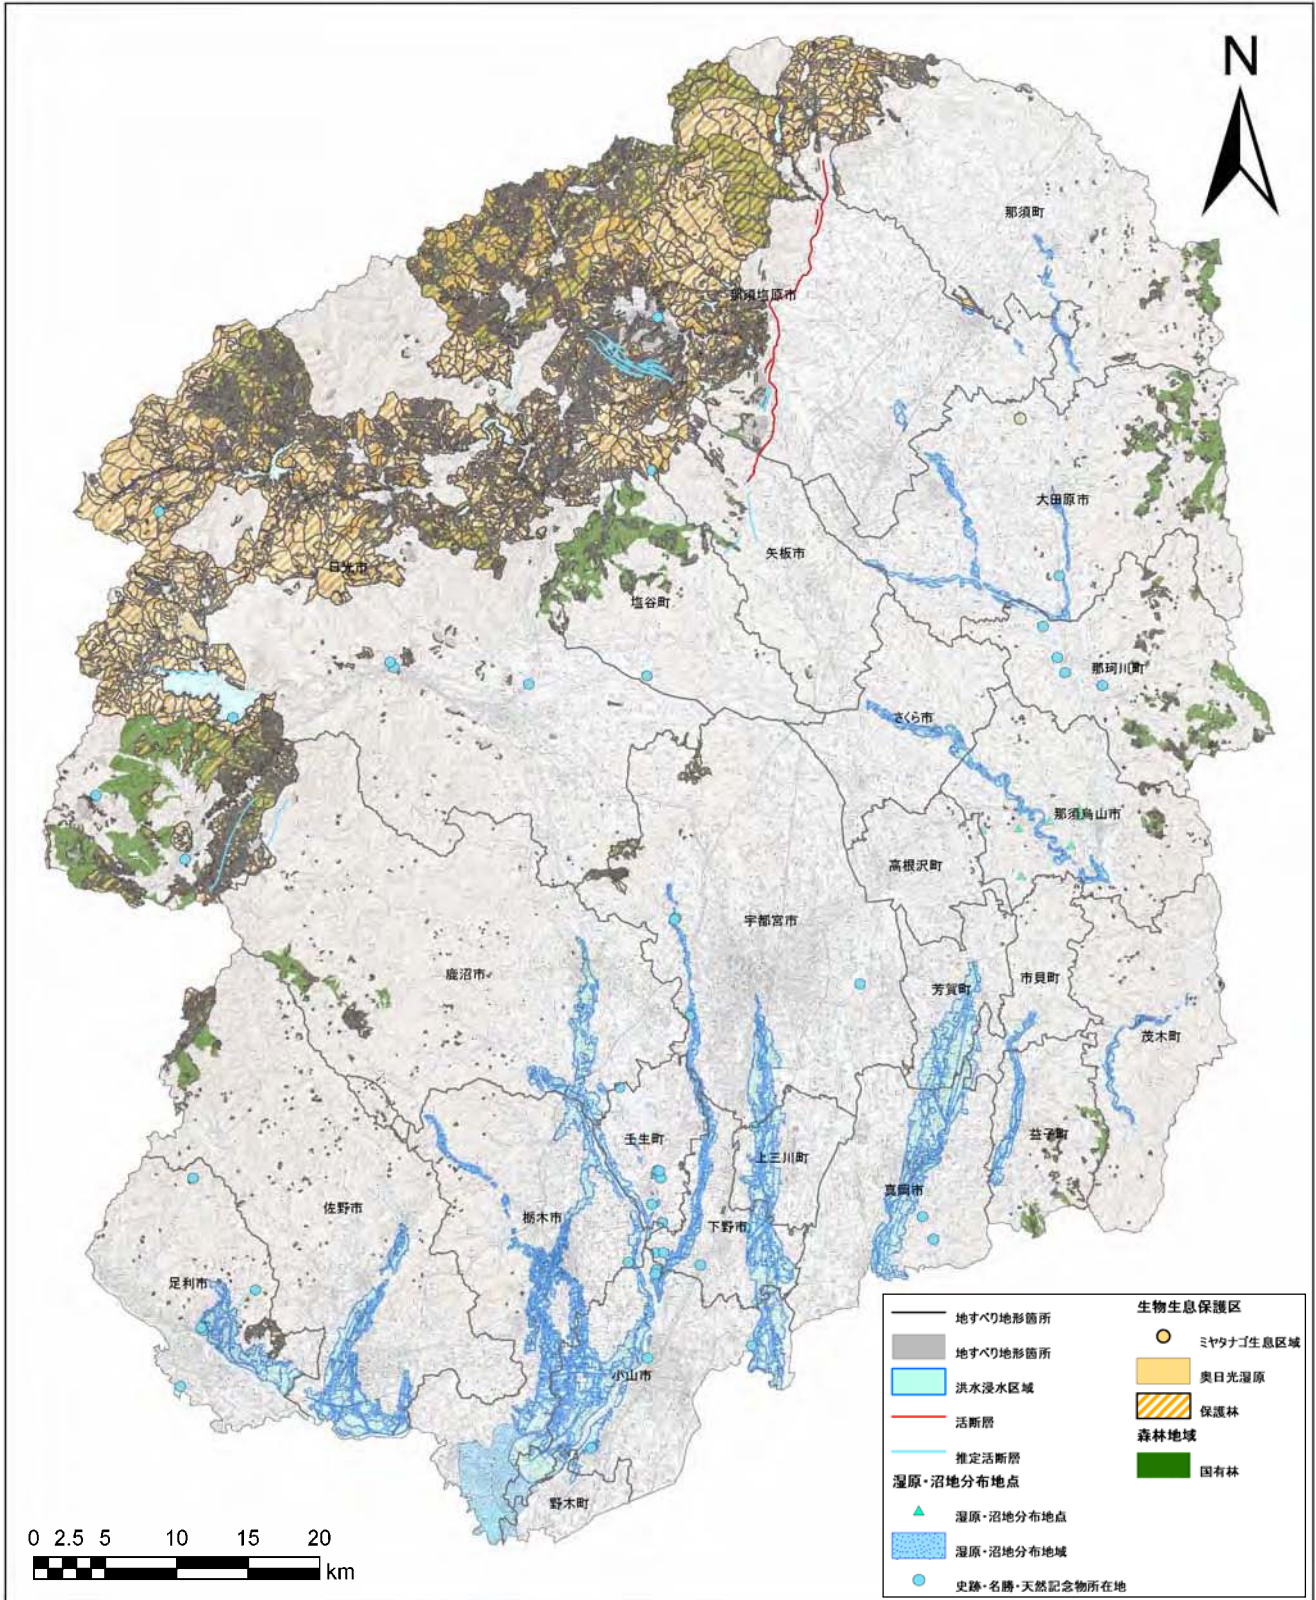 N
那須町
那須塩原市
大田原市
矢板市
日光市
塩谷町
那珂川町
さくら市
那須烏山市
高根沢町
宇都宮市
鹿沼市
芳賀町
市貝町
茂木町
壬生町
益子町
上三川町
真岡市
佐野市
栃木市
下野市
足利市
小山市
野木町
0 2.5 5 10 15 20
km
地すべり地形箇所
地すべり地形箇所
洪水浸水区域
活断層
推定活断層
湿原・沼地分布地点
湿原・沼地分布地点
湿原・沼地分布地域
史跡・名勝・天然記念物所在地
生物生息保護区
ミヤタナゴ生息区域
奥日光湿原
保護林
森林地域
国有林